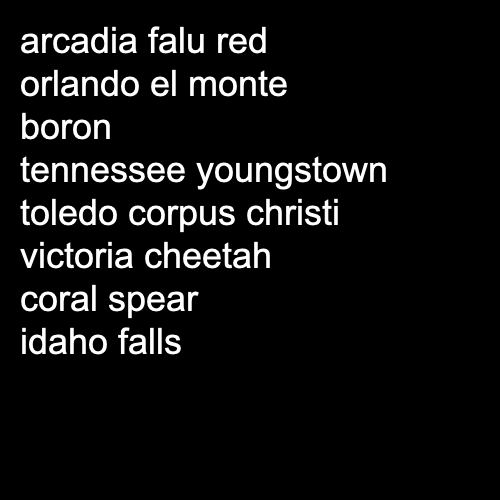 arcadia falu red
orlando el monte
boron
tennessee youngstown
toledo corpus christi
victoria cheetah
coral spear
idaho falls